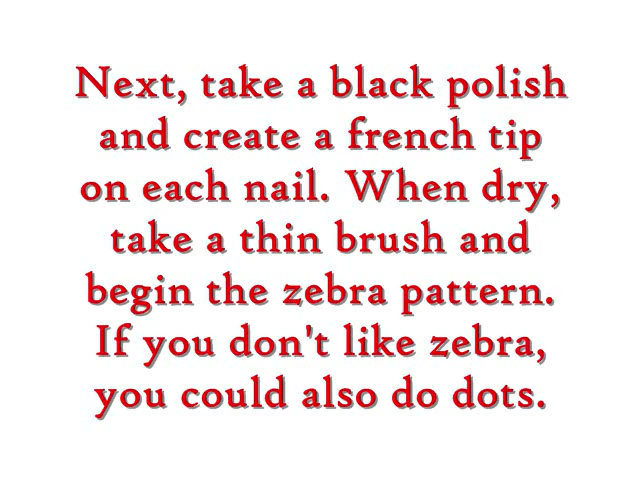 Next, take a black polish
and create a french tip
on each nail. When dry,
take a thin brush and
begin the zebra pattern.
If you don't like zebra,
you could also do dots.